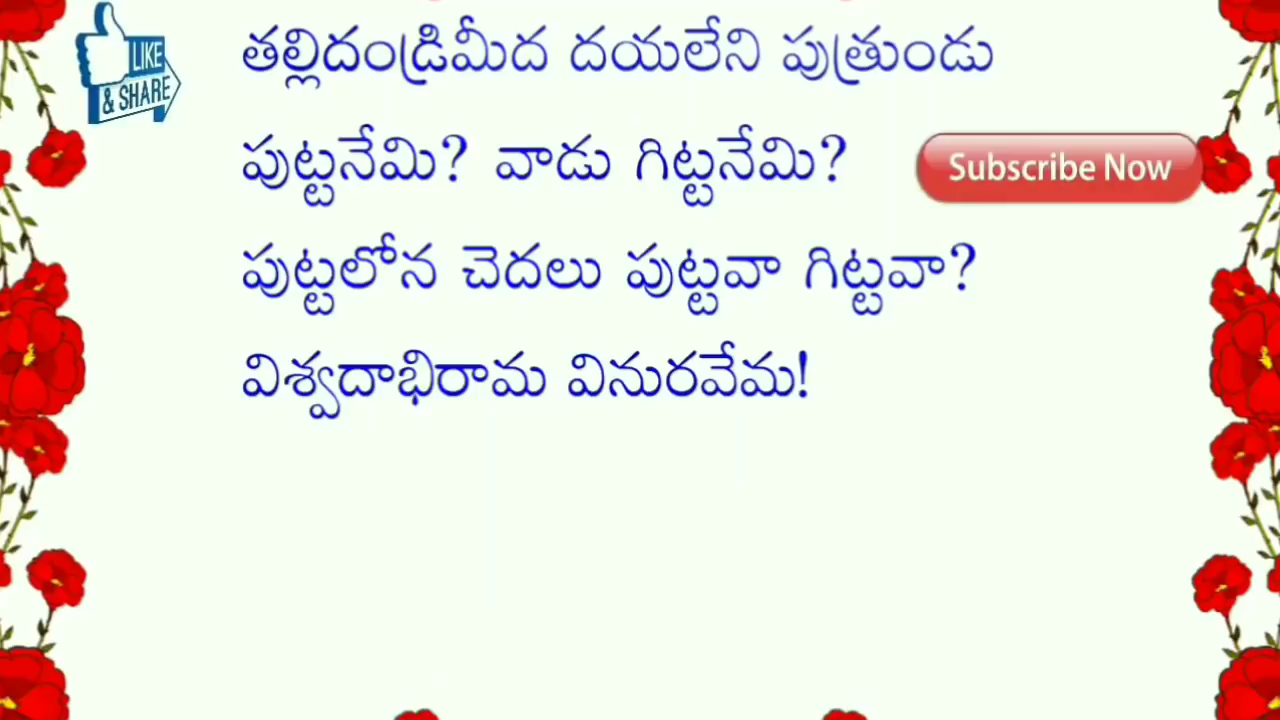 తల్లిదండ్రిమీద దయలేని పుత్రుండు
LIKE
& SHARE
పుట్టనేమి? వాడు గిట్టనేమి?
Subscribe Now
పుట్టలోన చెదలు పుట్టవా గిట్టవా?
విశ్వదాభిరామ వినురవేమ!